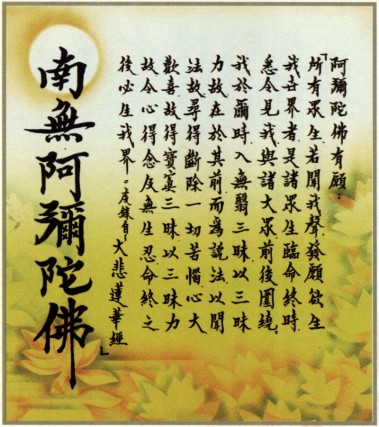 阿彌陀佛有願：
「所有眾生若聞我聲發願欲生
我世界者是諸眾生臨命終時
悉令見我與諸大眾前後圍繞
我於爾時入無翳三昧以三昧
力故在於其前而為說法以聞
法故尋得斷除一切苦惱心大
歡喜故得寶寘三昧以三昧力
故令心得念及無生忍命終之
後必生我界 錄自大悲蓮華經」
南無阿彌陀佛